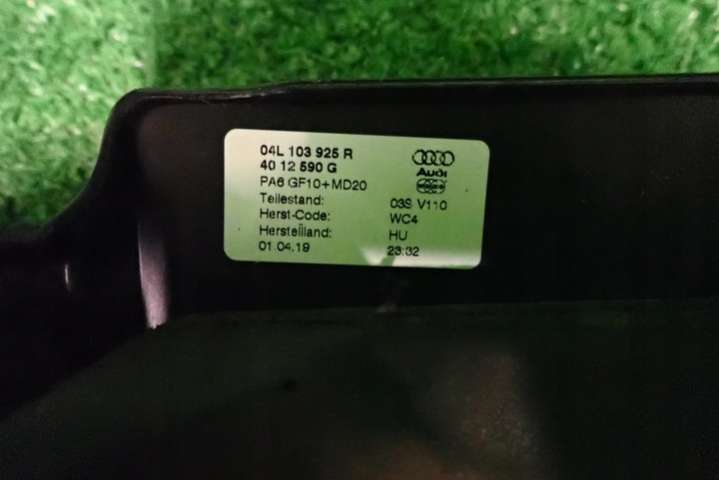 04L 103 925 R
40 12 590 G
Audi
PA6 GF10+MD20
Teilestand: 03S V110
Herst-Code: WC4
Herstellland: HU
01.04.19 23:32